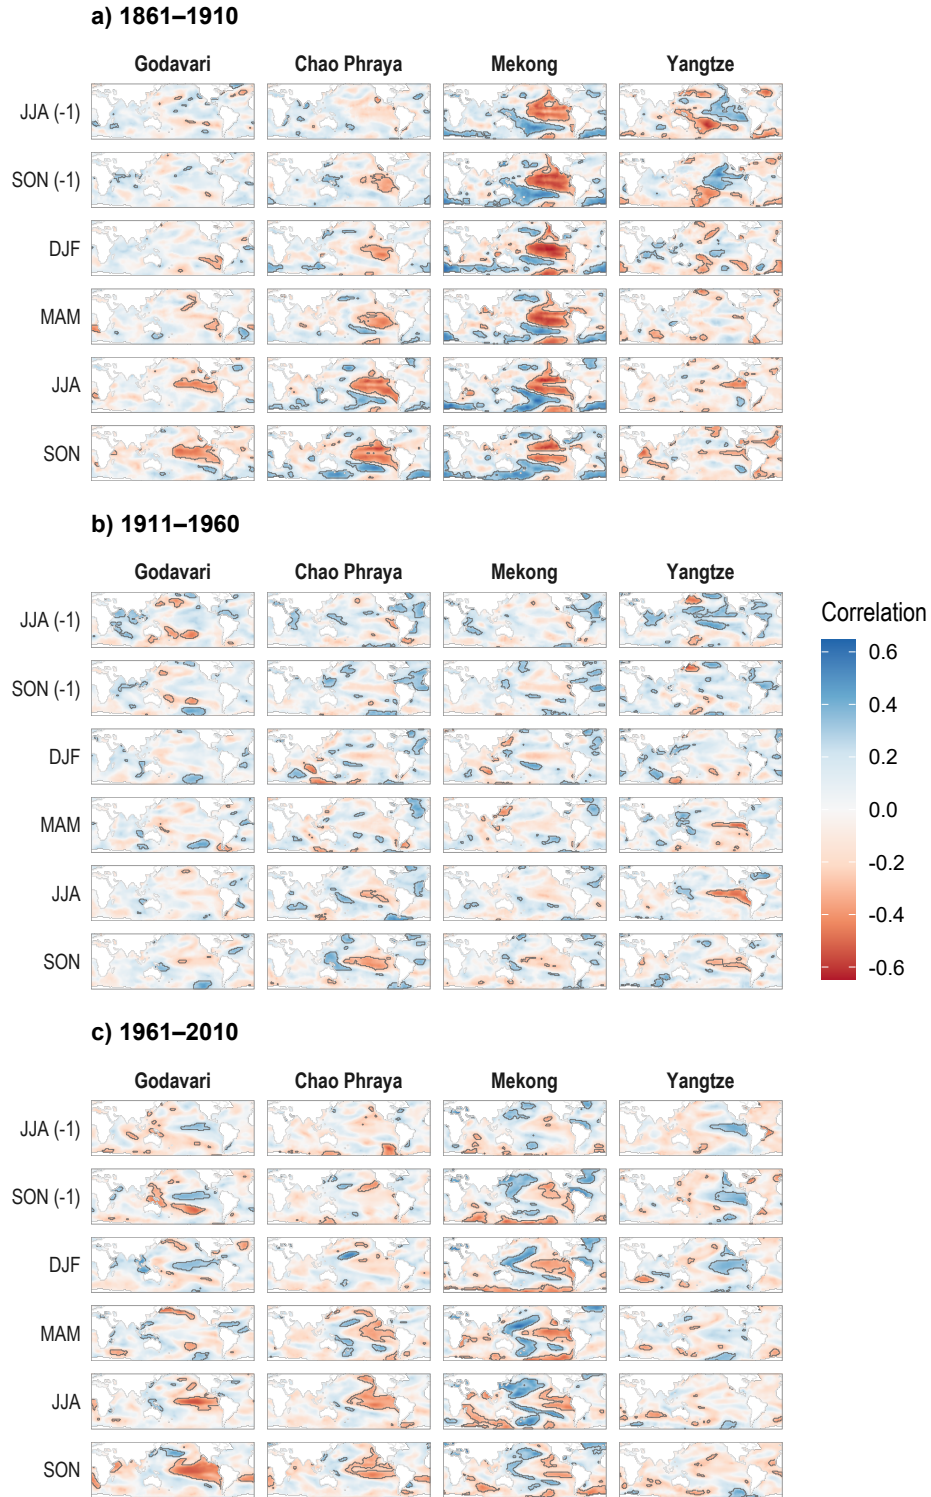 a) 1861–1910
Godavari Chao Phraya Mekong Yangtze
JJA (-1)
SON (-1)
DJF
MAM
JJA
SON
b) 1911–1960
Godavari Chao Phraya Mekong Yangtze
JJA (-1)
SON (-1)
DJF
MAM
JJA
SON
Correlation
0.6
0.4
0.2
0.0
-0.2
-0.4
-0.6
c) 1961–2010
Godavari Chao Phraya Mekong Yangtze
JJA (-1)
SON (-1)
DJF
MAM
JJA
SON